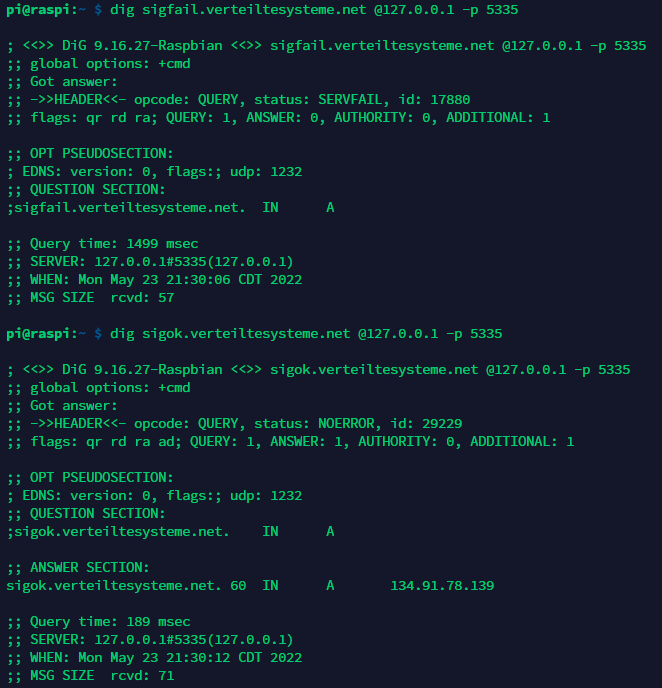 pi@raspi:~ $ dig sigfail.verteiltesysteme.net @127.0.0.1 -p 5335
; <<>> DiG 9.16.27-Raspbian <<>> sigfail.verteiltesysteme.net @127.0.0.1 -p 5335
;; global options: +cmd
;; Got answer:
;; ->>HEADER<<- opcode: QUERY, status: SERVFAIL, id: 17880
;; flags: qr rd ra; QUERY: 1, ANSWER: 0, AUTHORITY: 0, ADDITIONAL: 1
;; OPT PSEUDOSECTION:
; EDNS: version: 0, flags:; udp: 1232
;; QUESTION SECTION:
;sigfail.verteiltesysteme.net.  IN      A
;; Query time: 1499 msec
;; SERVER: 127.0.0.1#5335(127.0.0.1)
;; WHEN: Mon May 23 21:30:06 CDT 2022
;; MSG SIZE  rcvd: 57
pi@raspi:~ $ dig sigok.verteiltesysteme.net @127.0.0.1 -p 5335
; <<>> DiG 9.16.27-Raspbian <<>> sigok.verteiltesysteme.net @127.0.0.1 -p 5335
;; global options: +cmd
;; Got answer:
;; ->>HEADER<<- opcode: QUERY, status: NOERROR, id: 29229
;; flags: qr rd ra ad; QUERY: 1, ANSWER: 1, AUTHORITY: 0, ADDITIONAL: 1
;; OPT PSEUDOSECTION:
; EDNS: version: 0, flags:; udp: 1232
;; QUESTION SECTION:
;sigok.verteiltesysteme.net.    IN      A
;; ANSWER SECTION:
sigok.verteiltesysteme.net. 60  IN      A       134.91.78.139
;; Query time: 189 msec
;; SERVER: 127.0.0.1#5335(127.0.0.1)
;; WHEN: Mon May 23 21:30:12 CDT 2022
;; MSG SIZE  rcvd: 71